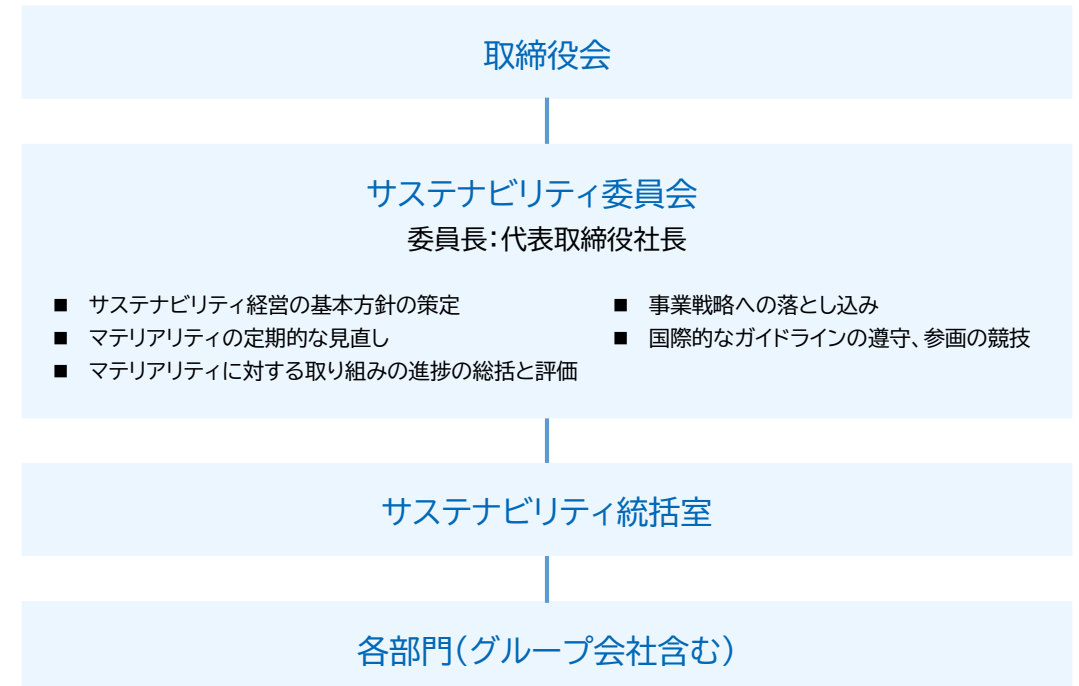 取締役会
サステナビリティ委員会
委員長：代表取締役社長
■ サステナビリティ経営の基本方針の策定
■ マテリアリティの定期的な見直し
■ マテリアリティに対する取り組みの進捗の総括と評価
■ 事業戦略への落とし込み
■ 国際的なガイドラインの遵守、参画の競技
サステナビリティ統括室
各部門(グループ会社含む)